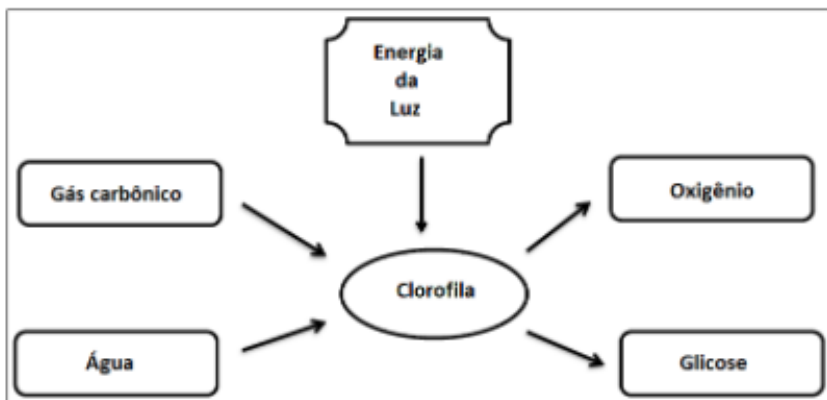 Energia
da
Luz
Gás carbônico
Oxigênio
Clorofila
Água
Glicose